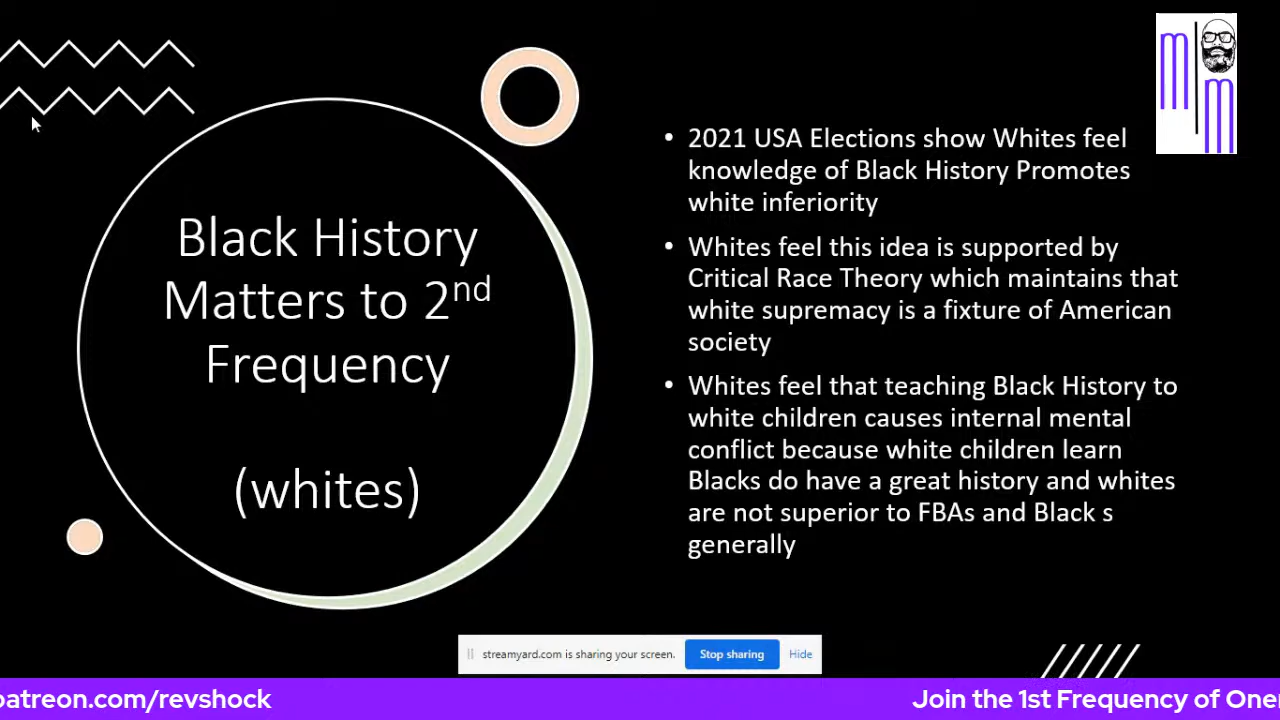 Black History
Matters to 2nd
Frequency
(whites)
• 2021 USA Elections show Whites feel
knowledge of Black History Promotes
white inferiority
• Whites feel this idea is supported by
Critical Race Theory which maintains that
white supremacy is a fixture of American
society
• Whites feel that teaching Black History to
white children causes internal mental
conflict because white children learn
Blacks do have a great history and whites
are not superior to FBAs and Black s
generally
m
m
streamyard.com is sharing your screen. Stop sharing Hide
patreon.com/revshock Join the 1st Frequency of